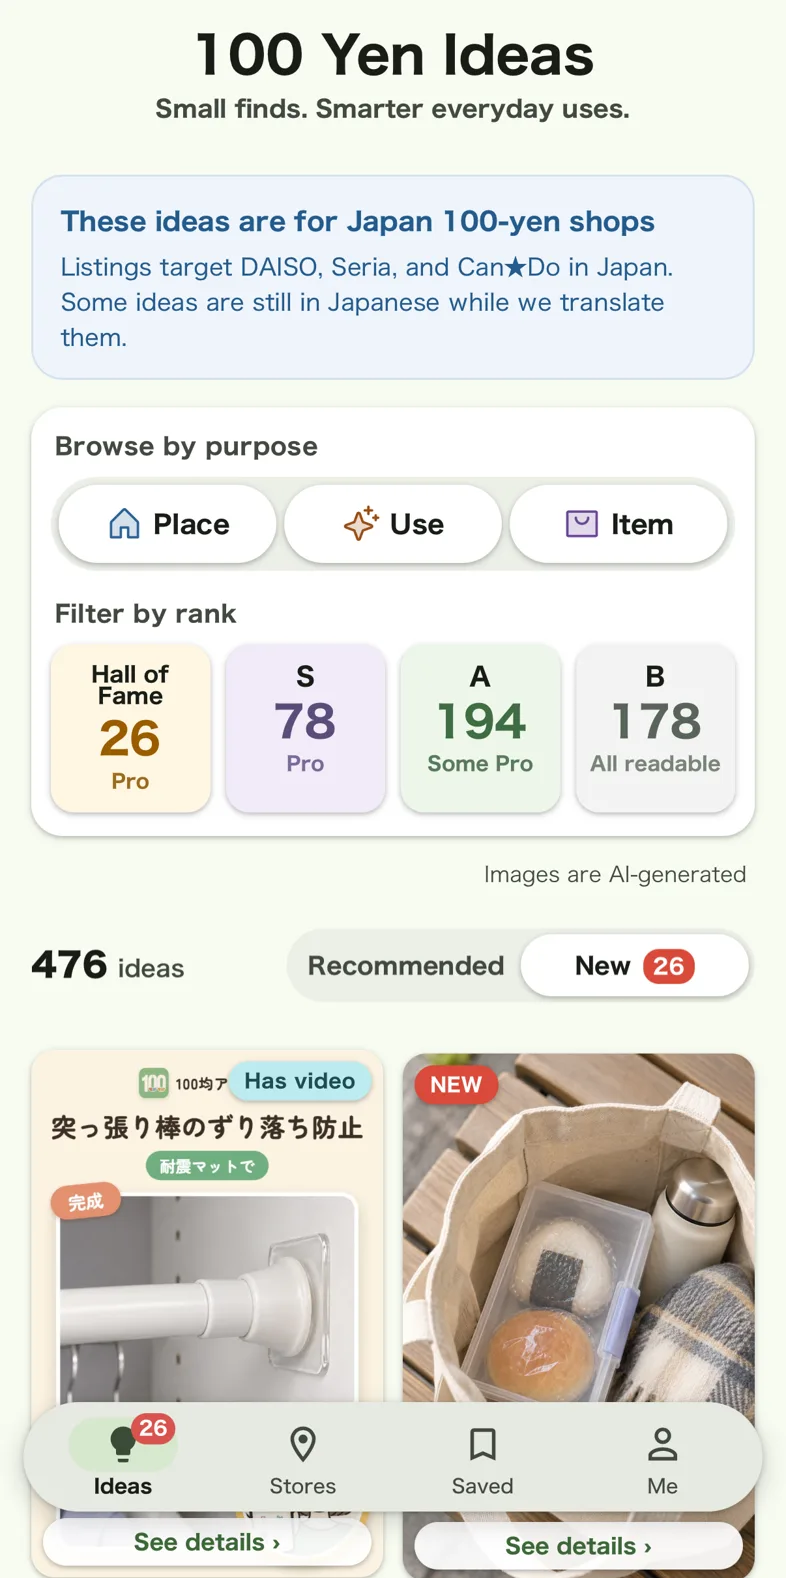 100 Yen Ideas
Small finds. Smarter everyday uses.
These ideas are for Japan 100-yen shops
Listings target DAISO, Seria, and Can★Do in Japan.
Some ideas are still in Japanese while we translate
them.
Browse by purpose
Place
Use
Item
Filter by rank
Hall of
Fame
26
Pro
S
78
Pro
A
194
Some Pro
B
178
All readable
Images are AI-generated
476 ideas
Recommended
New 26
100 100均ア
Has video
突っ張り棒のずり落ち防止
耐震マットで
完成
NEW
26
Ideas
Stores
Saved
Me
See details ›
See details ›